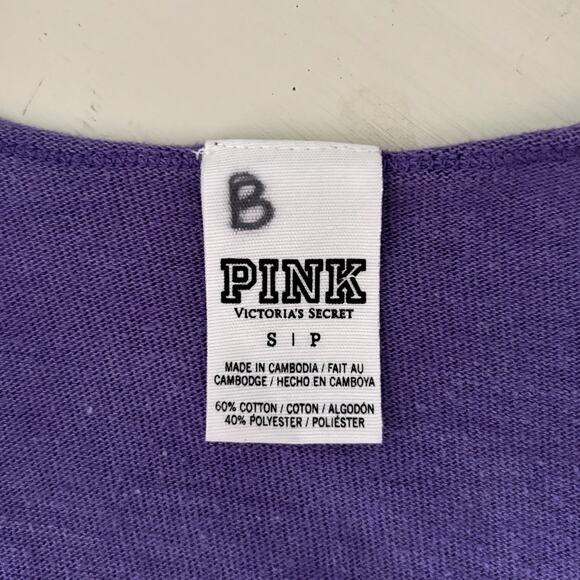 B
PINK
VICTORIA'S SECRET
S | P
MADE IN CAMBODIA / FAIT AU
CAMBODGE / HECHO EN CAMBOYA
60% COTTON / COTON / ALGODÓN
40% POLYESTER / POLIÉSTER